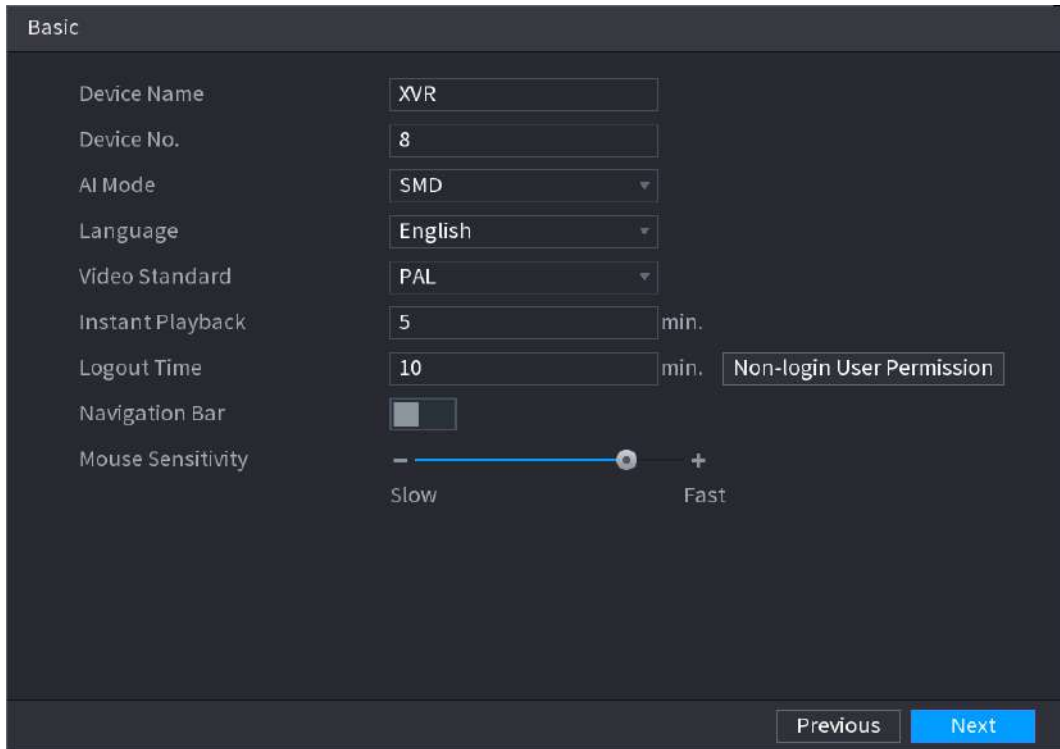 Basic
Device Name XVR
Device No. 8
AI Mode SMD
Language English
Video Standard PAL
Instant Playback 5 min.
Logout Time 10 min. Non-login User Permission
Navigation Bar
Mouse Sensitivity − +
Slow Fast
Previous Next